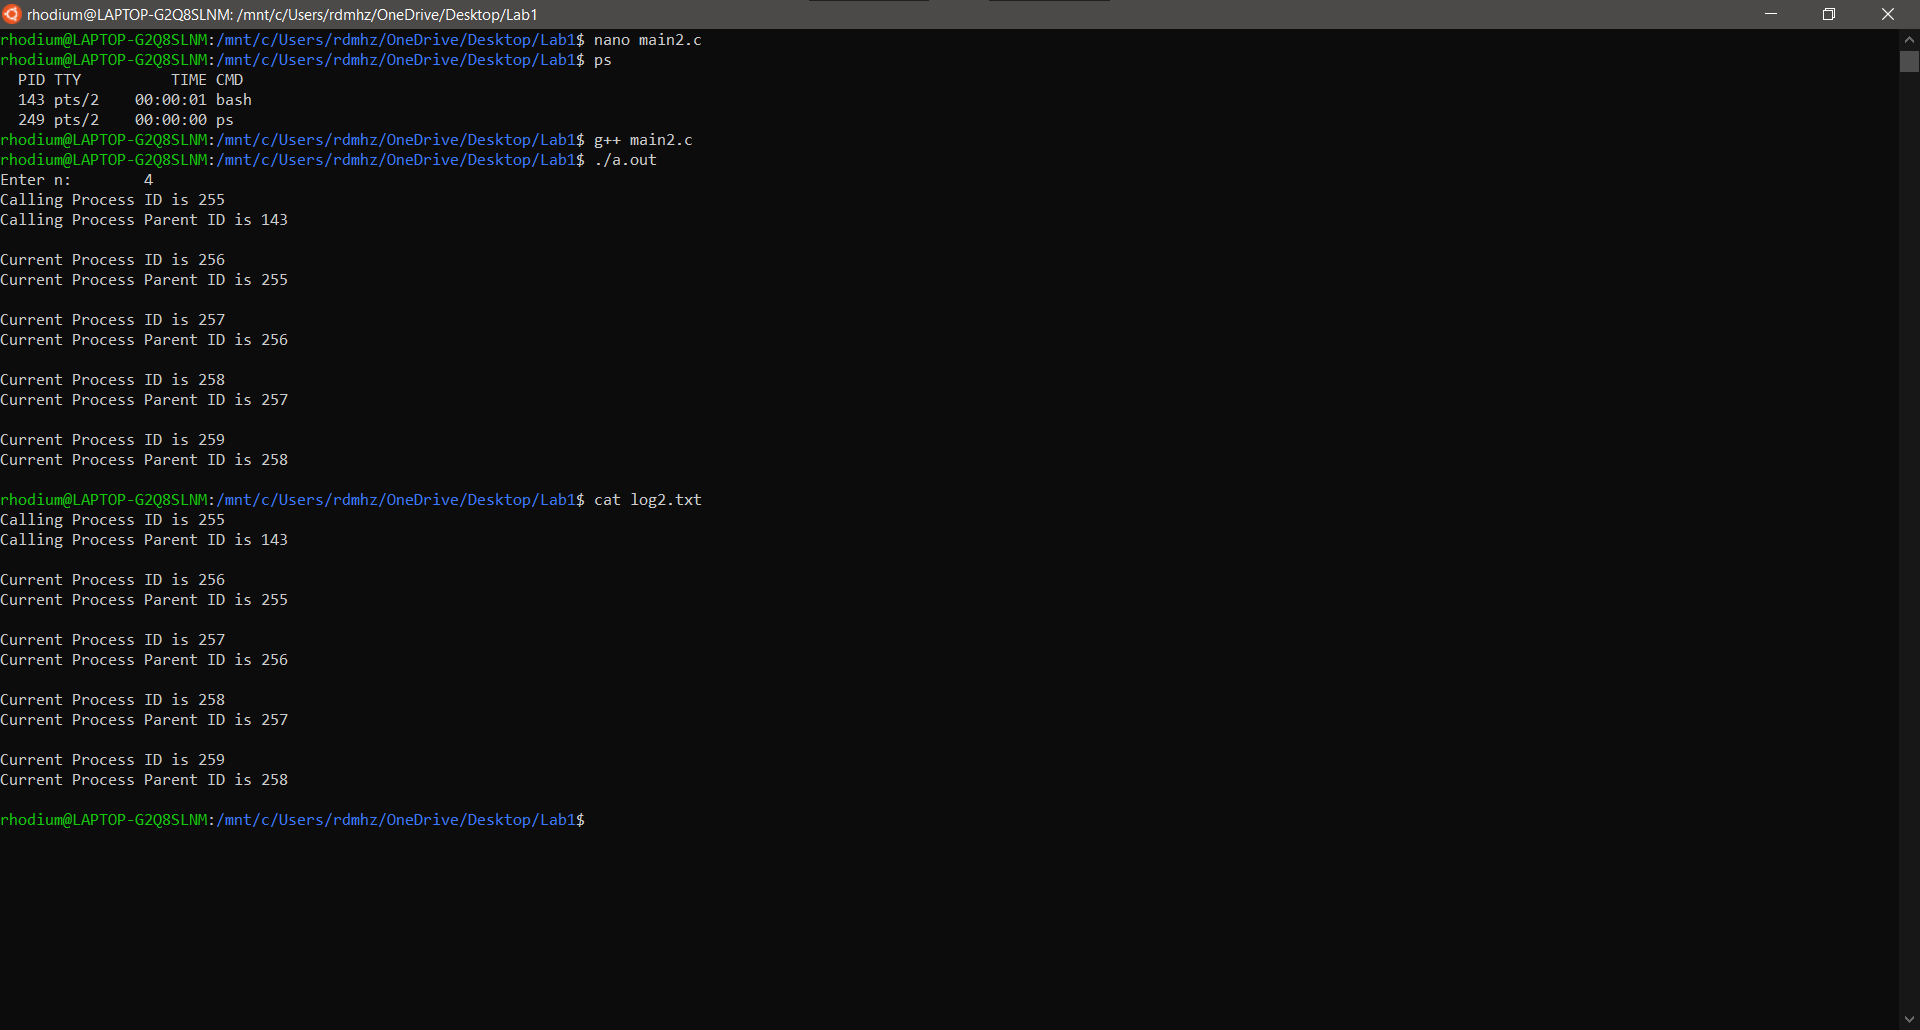 rhodium@LAPTOP-G2Q8SLNM: /mnt/c/Users/rdmhz/OneDrive/Desktop/Lab1
rhodium@LAPTOP-G2Q8SLNM:/mnt/c/Users/rdmhz/OneDrive/Desktop/Lab1$ nano main2.c
rhodium@LAPTOP-G2Q8SLNM:/mnt/c/Users/rdmhz/OneDrive/Desktop/Lab1$ ps
  PID TTY          TIME CMD
  143 pts/2    00:00:01 bash
  249 pts/2    00:00:00 ps
rhodium@LAPTOP-G2Q8SLNM:/mnt/c/Users/rdmhz/OneDrive/Desktop/Lab1$ g++ main2.c
rhodium@LAPTOP-G2Q8SLNM:/mnt/c/Users/rdmhz/OneDrive/Desktop/Lab1$ ./a.out
Enter n:        4
Calling Process ID is 255
Calling Process Parent ID is 143

Current Process ID is 256
Current Process Parent ID is 255

Current Process ID is 257
Current Process Parent ID is 256

Current Process ID is 258
Current Process Parent ID is 257

Current Process ID is 259
Current Process Parent ID is 258

rhodium@LAPTOP-G2Q8SLNM:/mnt/c/Users/rdmhz/OneDrive/Desktop/Lab1$ cat log2.txt
Calling Process ID is 255
Calling Process Parent ID is 143

Current Process ID is 256
Current Process Parent ID is 255

Current Process ID is 257
Current Process Parent ID is 256

Current Process ID is 258
Current Process Parent ID is 257

Current Process ID is 259
Current Process Parent ID is 258

rhodium@LAPTOP-G2Q8SLNM:/mnt/c/Users/rdmhz/OneDrive/Desktop/Lab1$